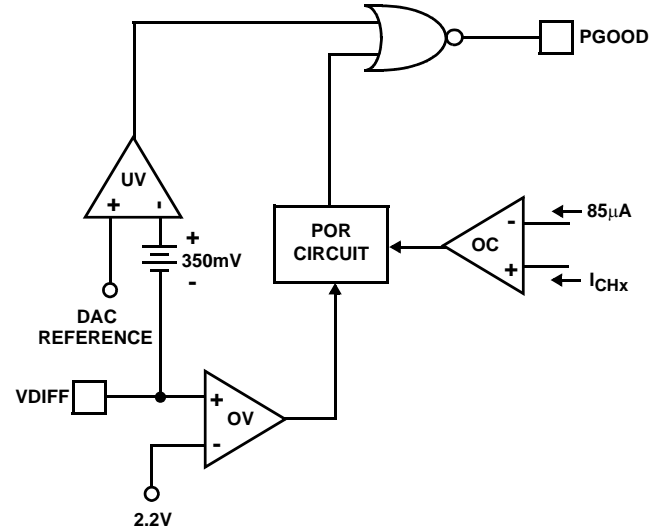 PGOOD
UV
+ -
+
350mV
-
DAC
REFERENCE
POR
CIRCUIT
OC
-
+
85μA
ICHx
VDIFF
+
OV
-
2.2V